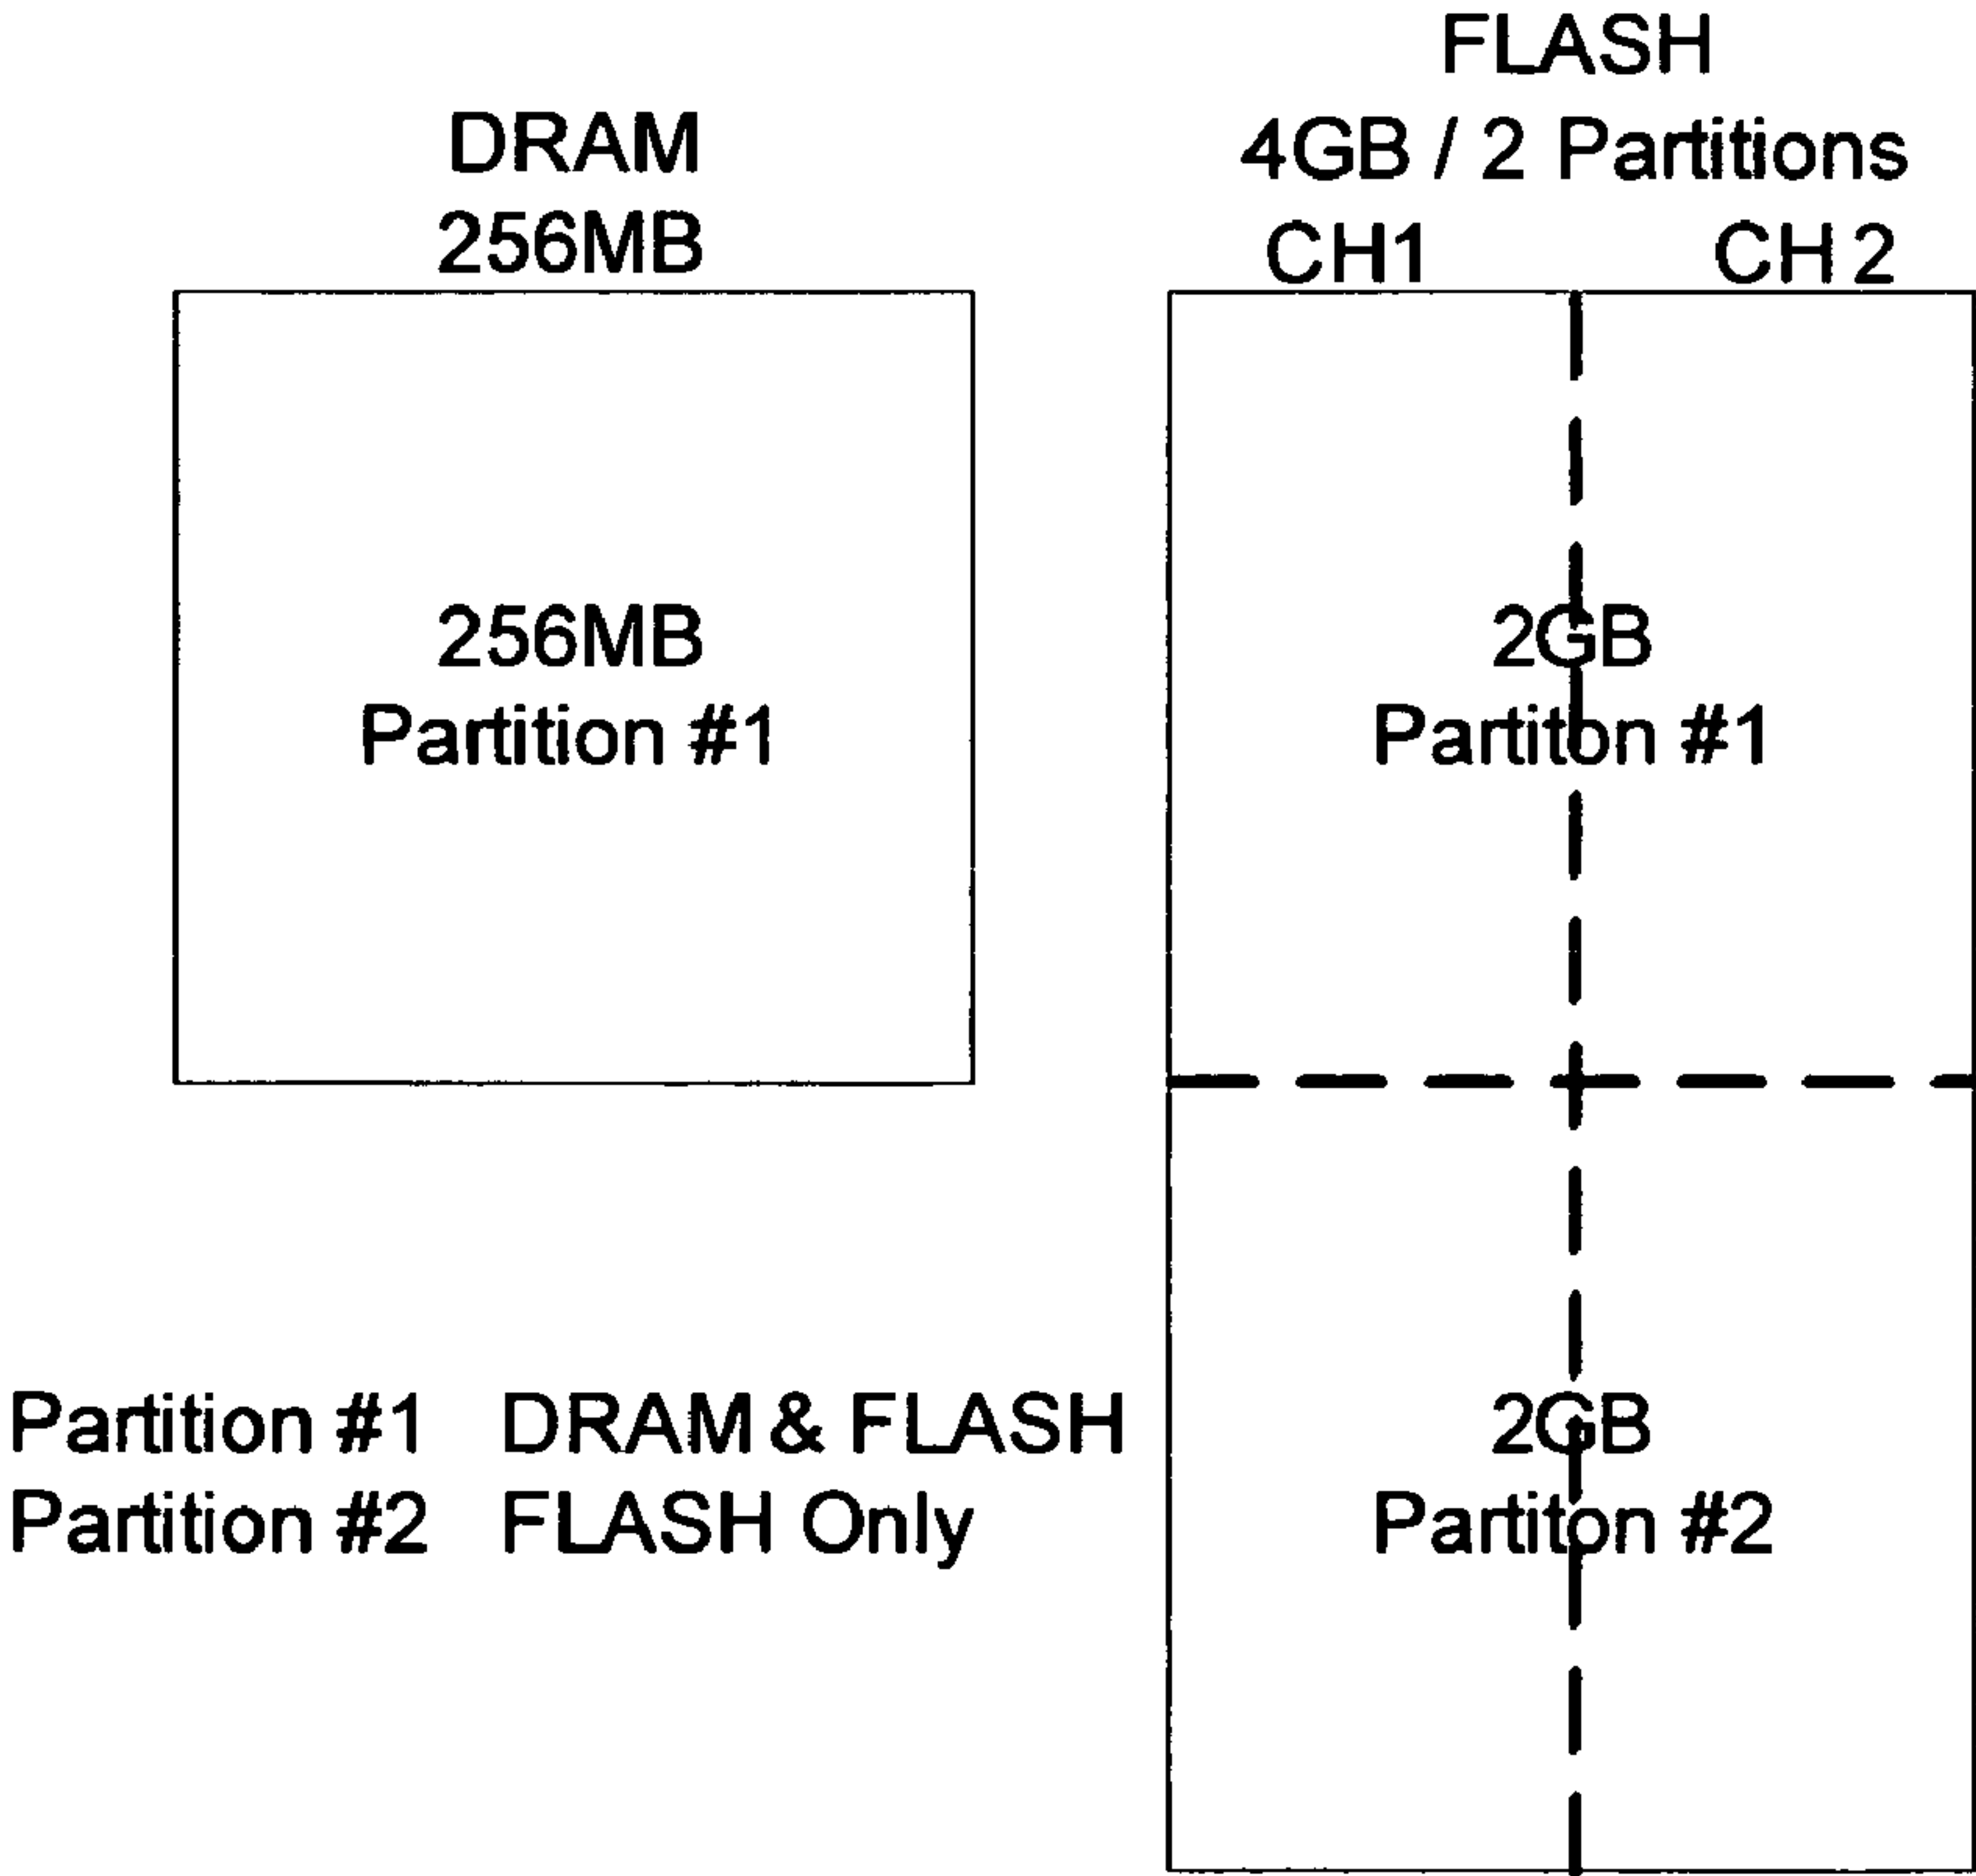 DRAM
256MB
256MB
Partition #1
FLASH
4GB / 2 Partitions
CH1 CH 2
2GB
Partiton #1
2GB
Partiton #2
Partition #1 DRAM & FLASH
Partition #2 FLASH Only